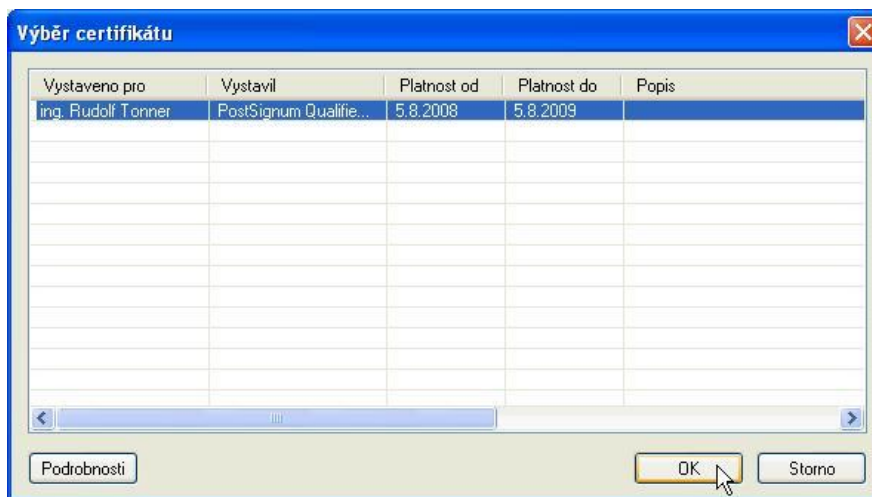 Výběr certifikátu
Vystaveno pro Vystavil Platnost od Platnost do Popis
ing. Rudolf Tonner PostSignum Qualifie... 5.8.2008 5.8.2009
Podrobnosti OK Storno